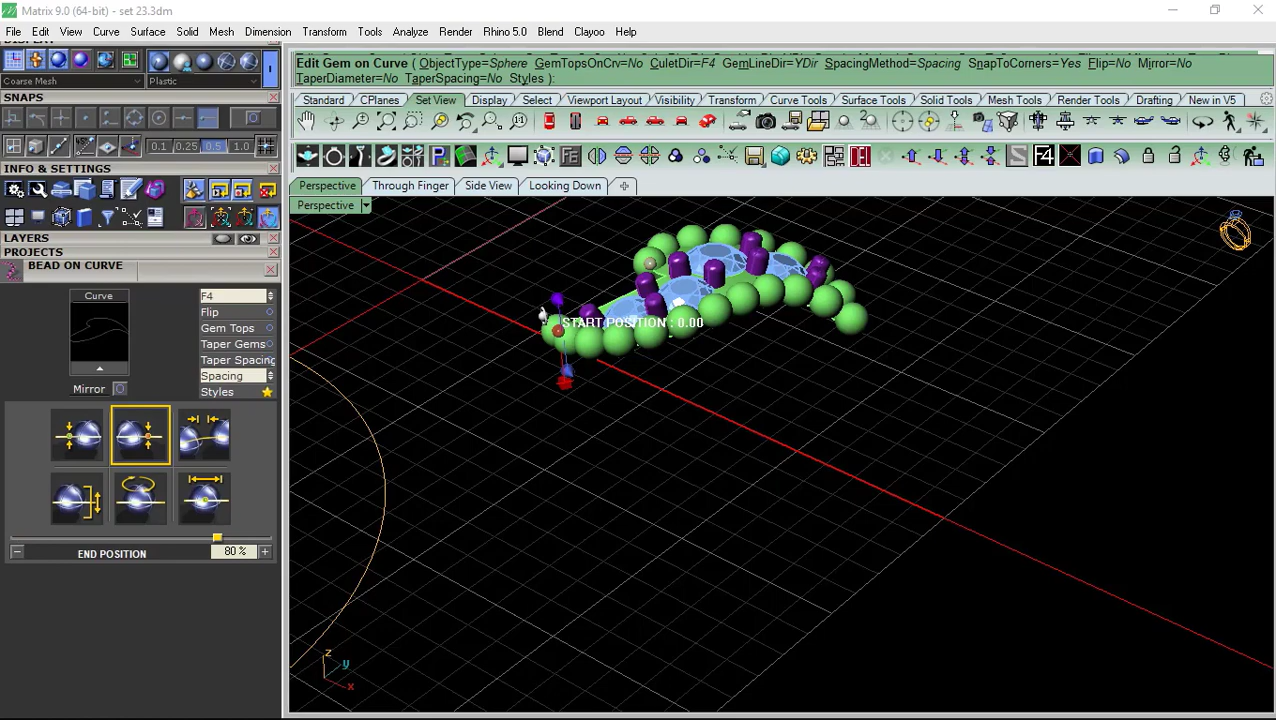 Matrix 9.0 (64-bit) - set 23.3dm
File Edit View Curve Surface Solid Mesh Dimension Transform Tools Analyze Render Rhino 5.0 Blend Clayoo Help
Edit Gem on Curve ( ObjectType=Sphere GemTopsOnCrv=No CuletDir=F4 GemLineDir=YDir SpacingMethod=Spacing SnapToCorners=Yes Flip=No Mirror=No
TaperDiameter=No TaperSpacing=No Styles ):
Coarse Mesh Plastic
SNAPS
Standard CPlanes Set View Display Select Viewport Layout Visibility Transform Curve Tools Surface Tools Solid Tools Mesh Tools Render Tools Drafting New in V5
0.1 0.25 0.5 1.0
INFO & SETTINGS
Perspective Through Finger Side View Looking Down
Perspective
LAYERS
PROJECTS
BEAD ON CURVE
Curve
F4
Flip
Gem Tops
Taper Gems
Taper Spacing
Spacing
Mirror
Styles
START POSITION : 0.00
END POSITION 80 %
z
y
x